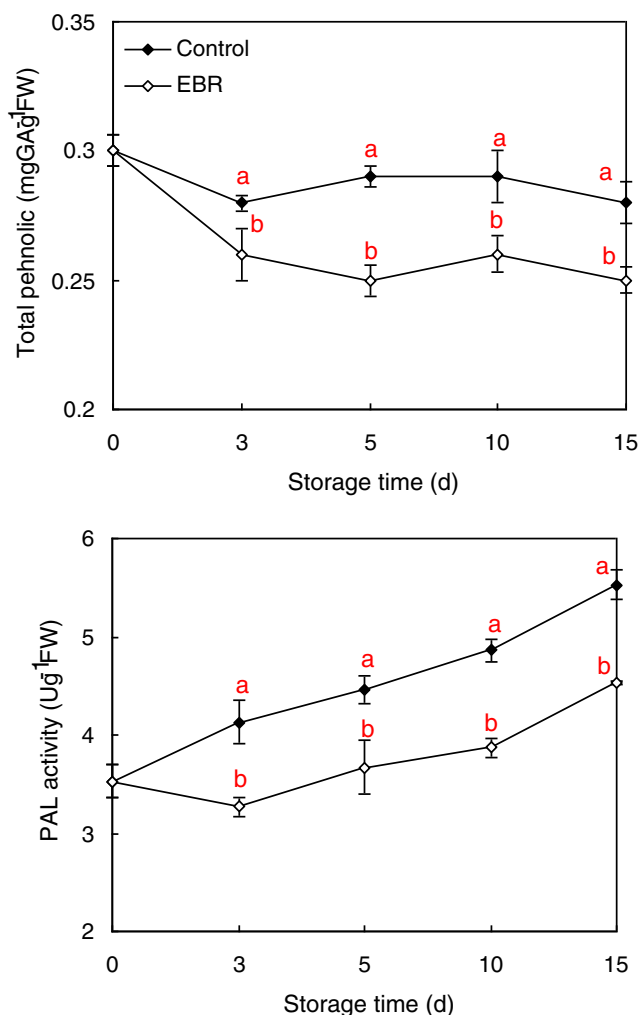 0.35
Control
EBR
0.3
0.25
0.2
Total pehnolic (mgGAg-1FW)
a
a
a
a
b
b
b
b
0
3
5
10
15
Storage time (d)
6
5
4
3
2
PAL activity (Ug-1FW)
a
a
a
a
b
b
b
b
0
3
5
10
15
Storage time (d)